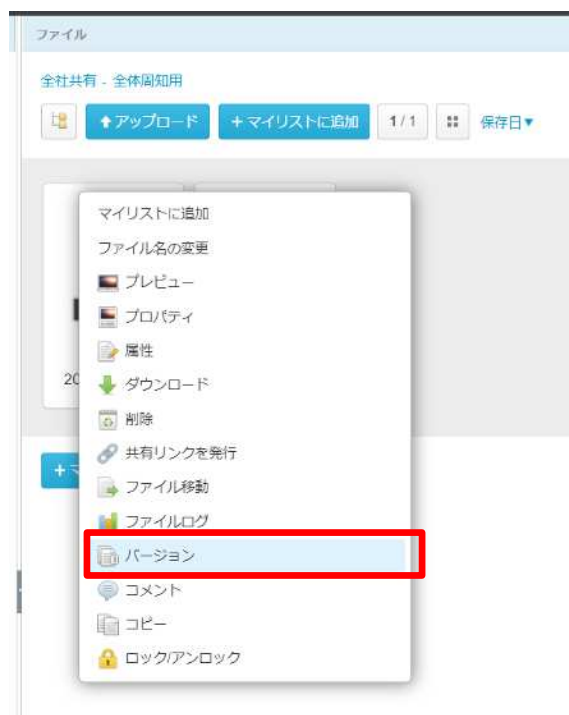 ファイル
全社共有 - 全体周知用
アップロード +マイリストに追加 1/1 保存日▼
マイリストに追加
ファイル名の変更
プレビュー
プロパティ
属性
20
ダウンロード
削除
共有リンクを発行
+マ
ファイル移動
ファイルログ
バージョン
コメント
コピー
ロック/アンロック